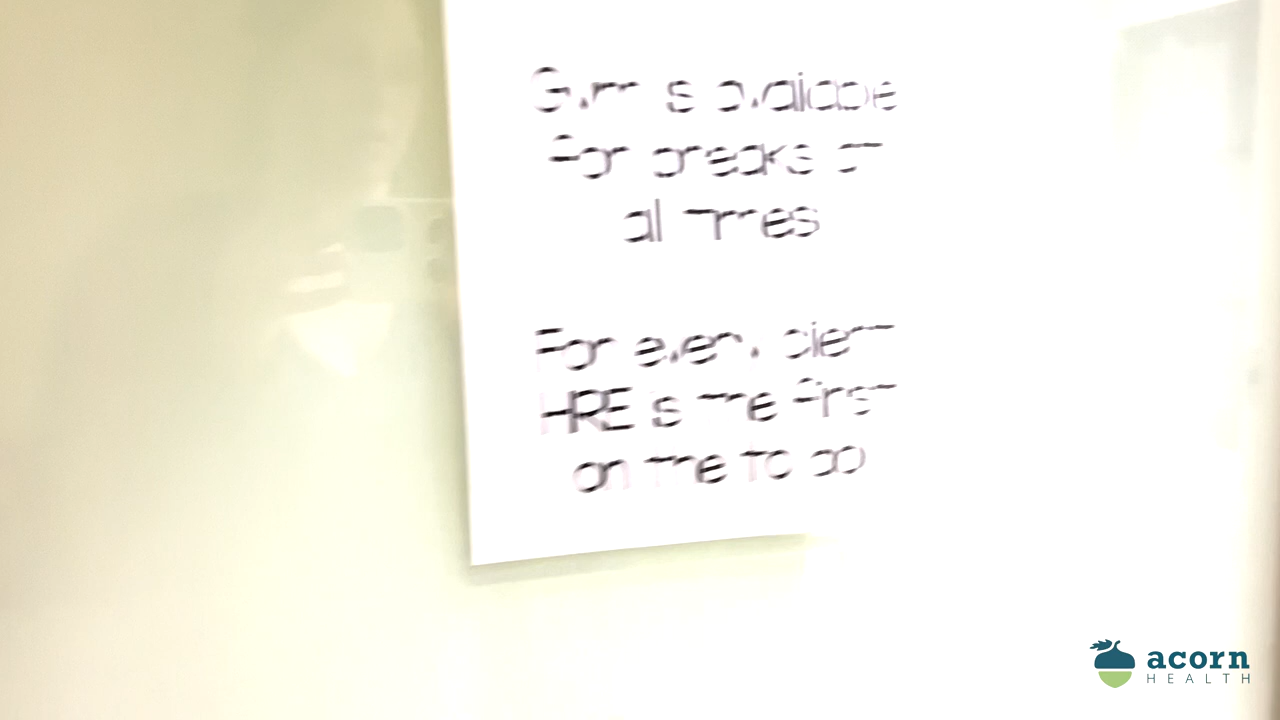 Gym is available
for breaks at
all times
For every client
HRE is the first
on the to do
acorn
HEALTH